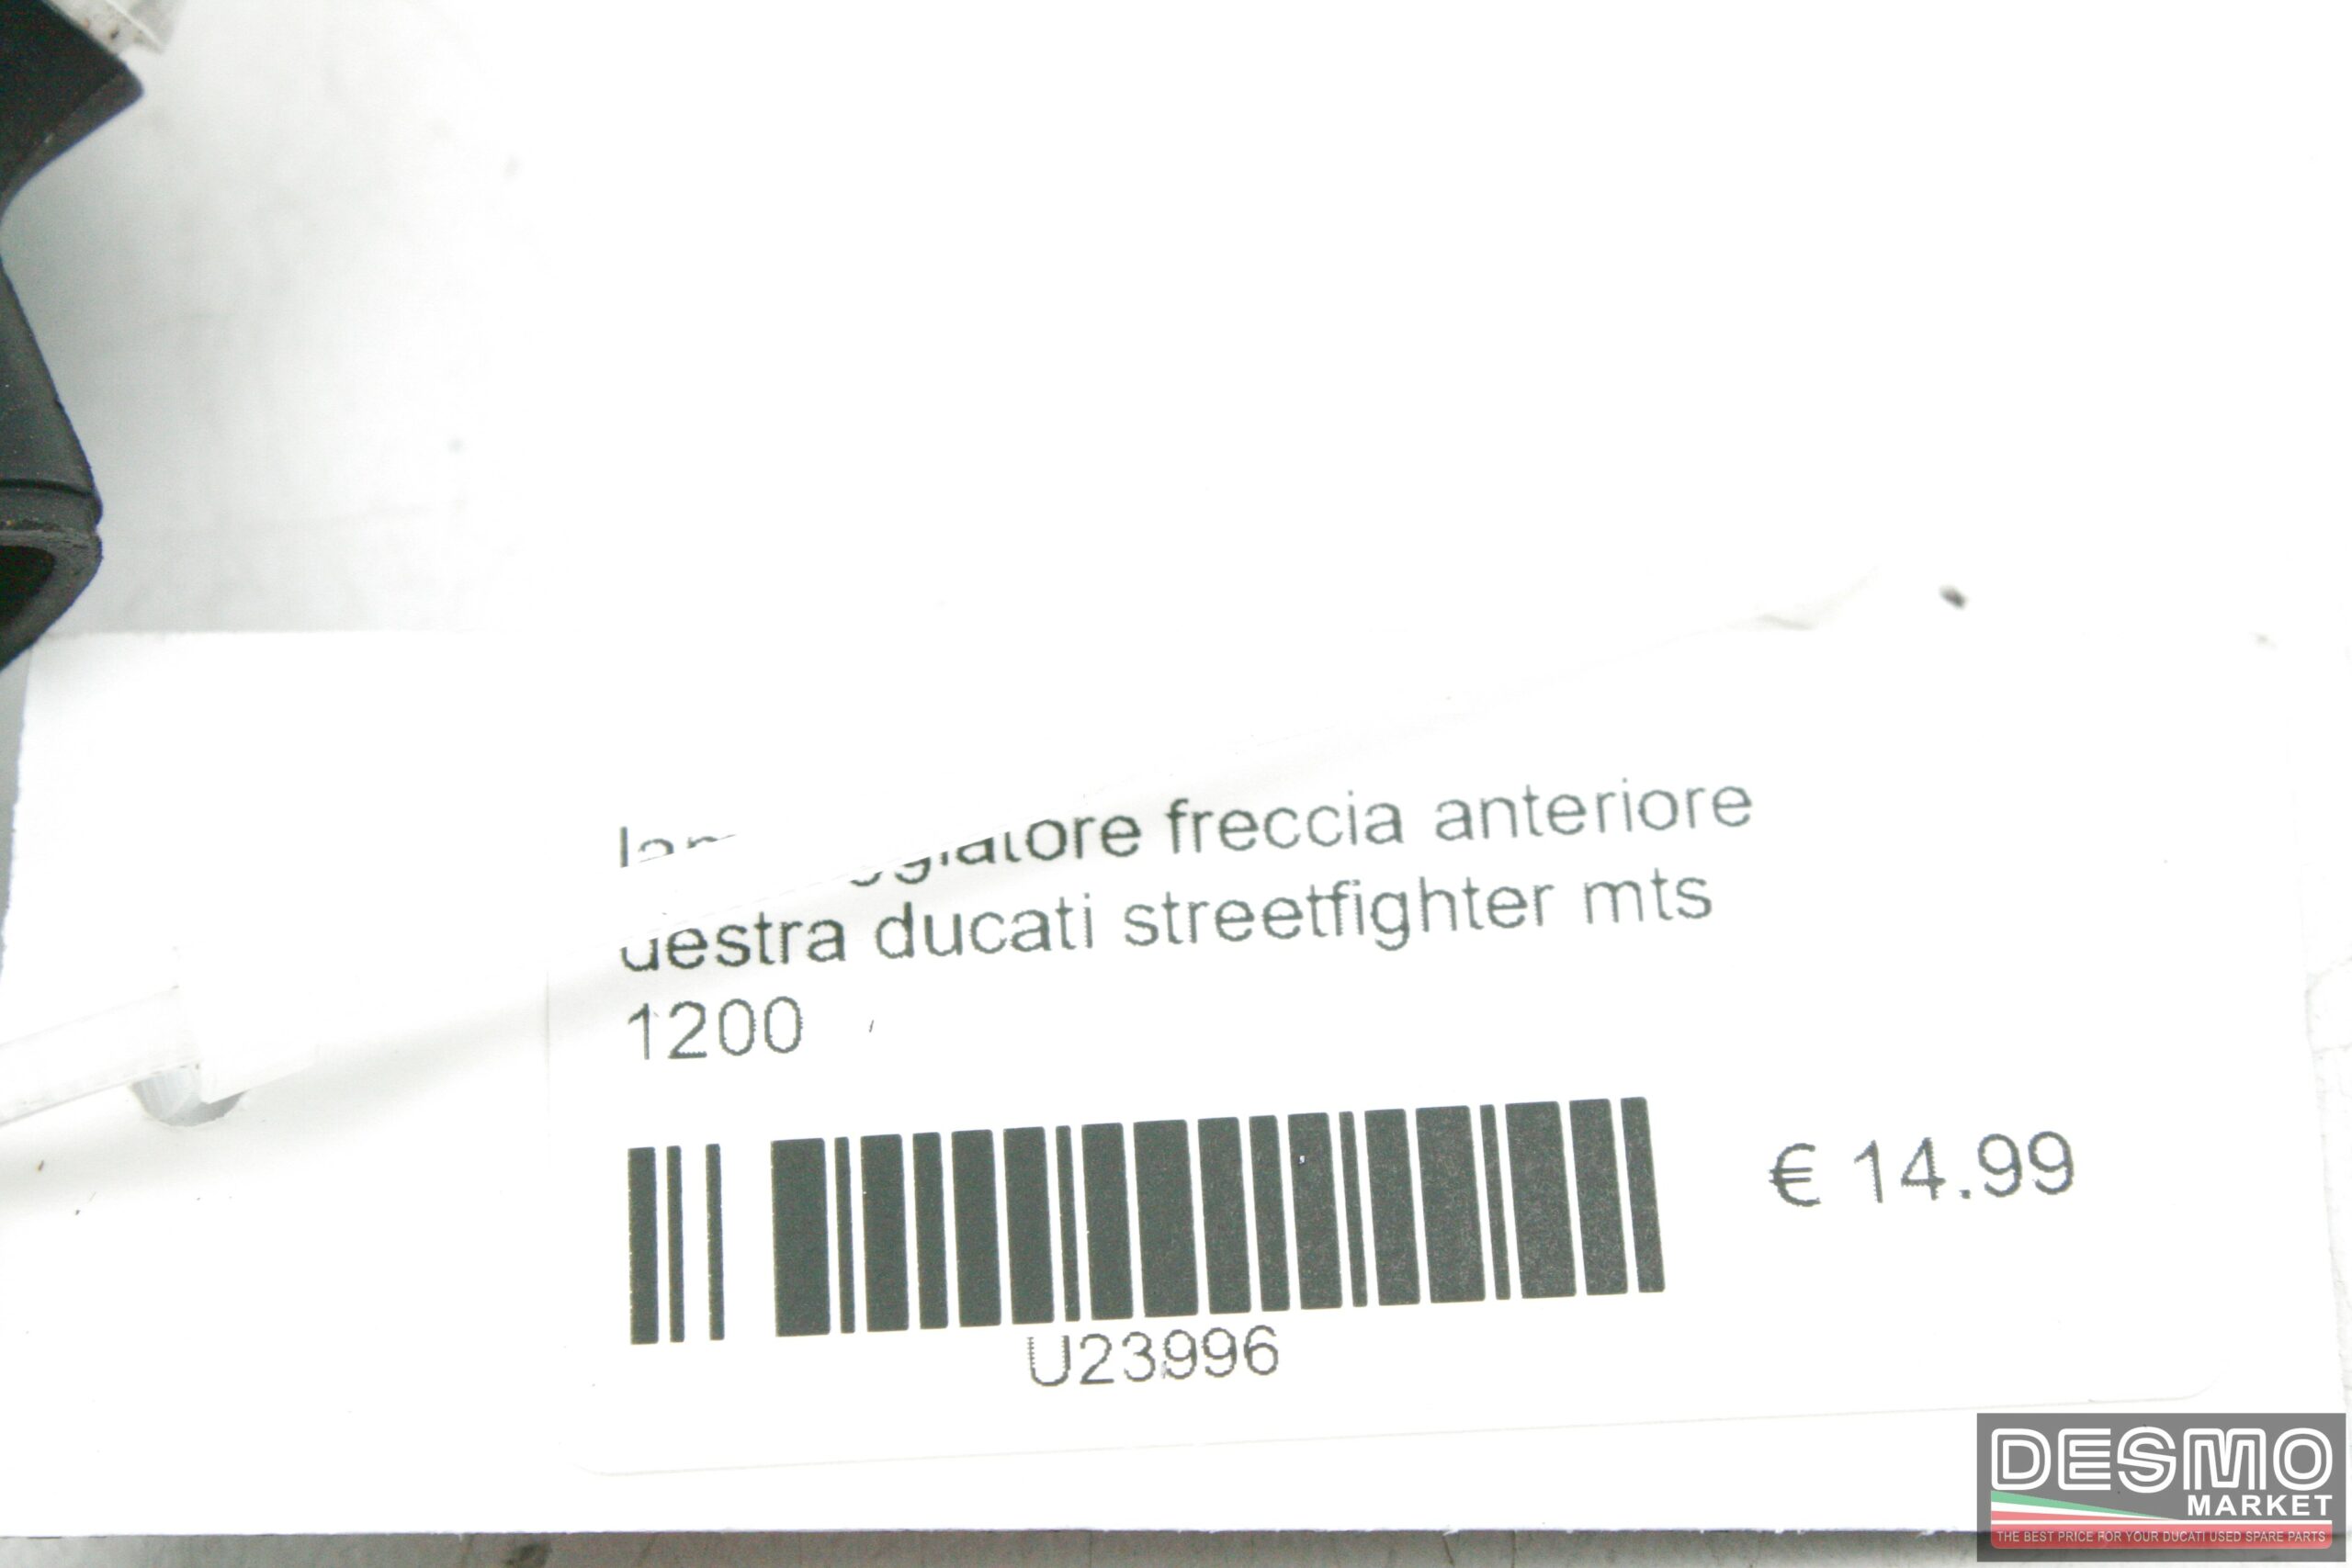 freccia anteriore
destra ducati streetfighter mts
1200
€ 14.99
U23996
DESMO
MARKET
THE BEST PRICE FOR YOUR DUCATI USED SPARE PARTS